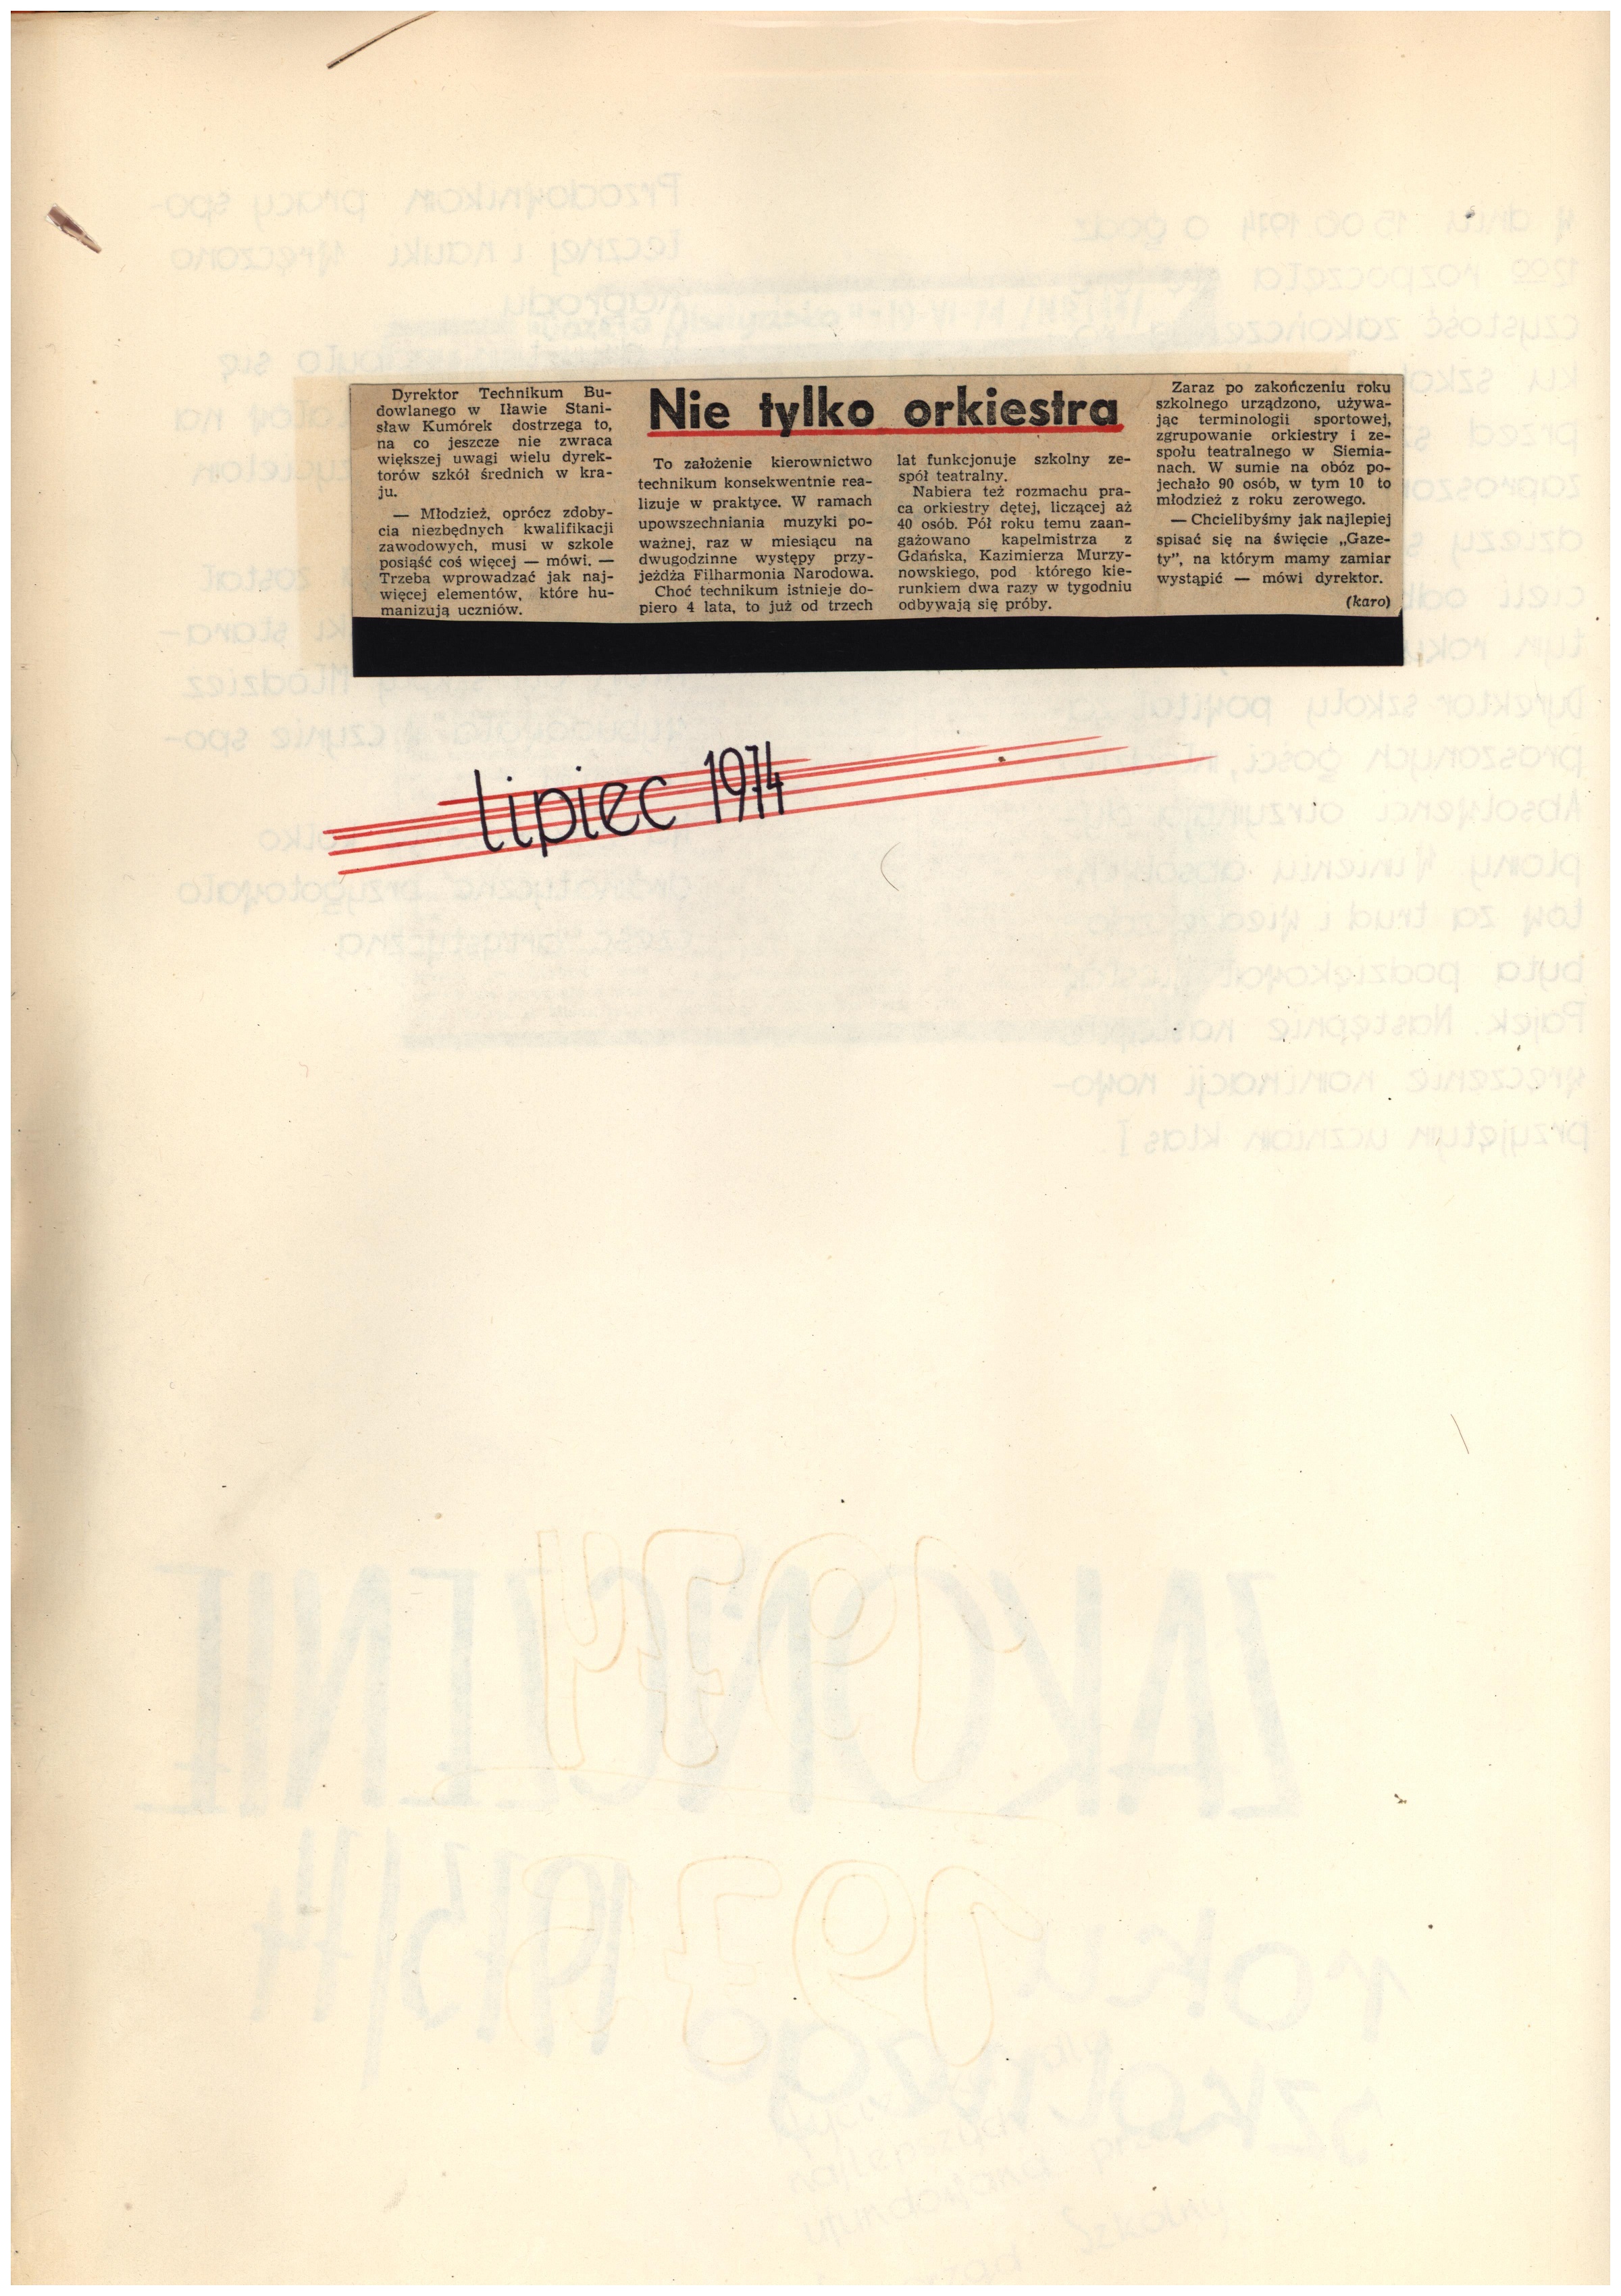 Nie tylko orkiestra
Dyrektor Technikum Bu-
dowlanego w Iławie Stani-
sław Kumórek dostrzega to,
na co jeszcze nie zwraca
większej uwagi wielu dyrek-
torów szkół średnich w kra-
ju.
— Młodzież, oprócz zdoby-
cia niezbędnych kwalifikacji
zawodowych, musi w szkole
posiąść coś więcej — mówi. —
Trzeba wprowadzać jak naj-
więcej elementów, które hu-
manizują uczniów.
To założenie kierownictwo
technikum konsekwentnie rea-
lizuje w praktyce. W ramach
upowszechniania muzyki po-
ważnej, raz w miesiącu na
dwugodzinne występy przy-
jeżdża Filharmonia Narodowa.
Choć technikum istnieje do-
piero 4 lata, to już od trzech
lat funkcjonuje szkolny ze-
spół teatralny.
Nabiera też rozmachu pra-
ca orkiestry dętej, liczącej aż
40 osób. Pół roku temu zaan-
gażowano kapelmistrza z
Gdańska, Kazimierza Murzy-
nowskiego, pod którego kie-
runkiem dwa razy w tygodniu
odbywają się próby.
Zaraz po zakończeniu roku
szkolnego urządzono, używa-
jąc terminologii sportowej,
zgrupowanie orkiestry i ze-
społu teatralnego w Siemia-
nach. W sumie na obóz po-
jechało 90 osób, w tym 10 to
młodzież z roku zerowego.
— Chcielibyśmy jak najlepiej
spisać się na święcie „Gaze-
ty”, na którym mamy zamiar
wystąpić — mówi dyrektor.
(karo)
lipiec 1974